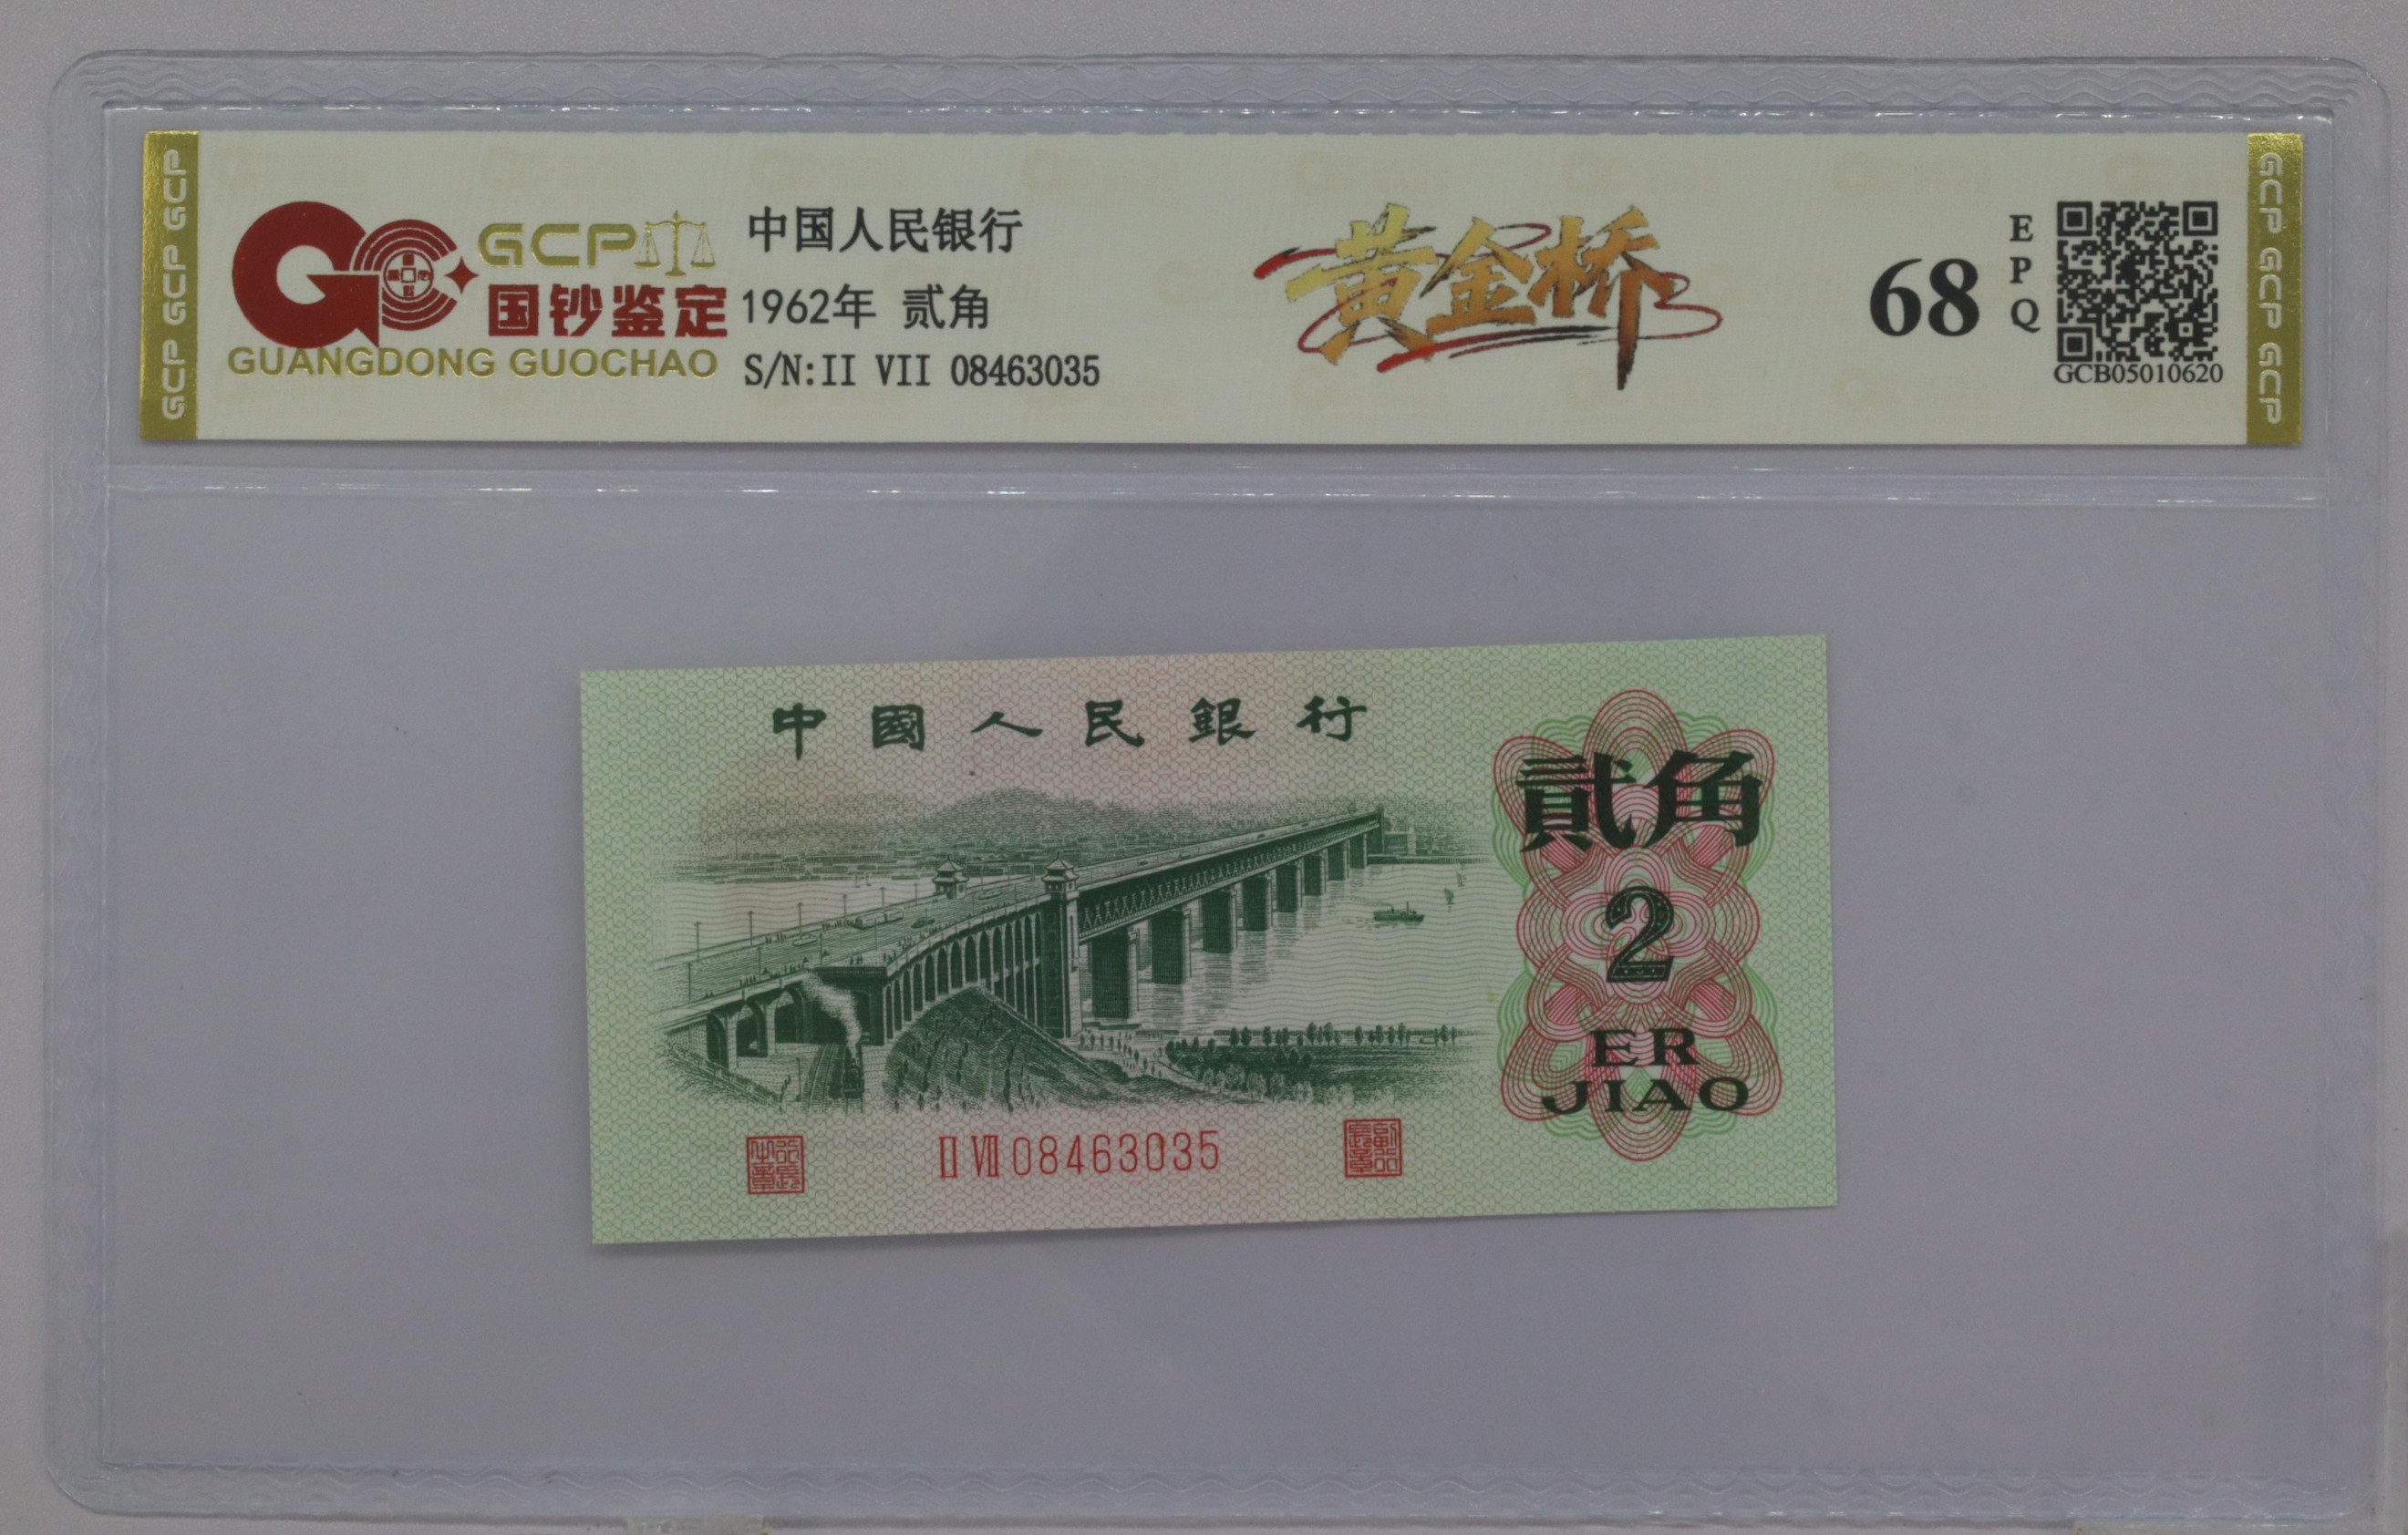 GCP GCP GCP
GCP
国钞鉴定
GUANGDONG GUOCHAO
中国人民银行
1962年 贰角
S/N:II VII 08463035
黄金桥
68
EPQ
GCB05010620
GCP GCP GCP
中國人民銀行
貳角
2
ER
JIAO
II VII 08463035